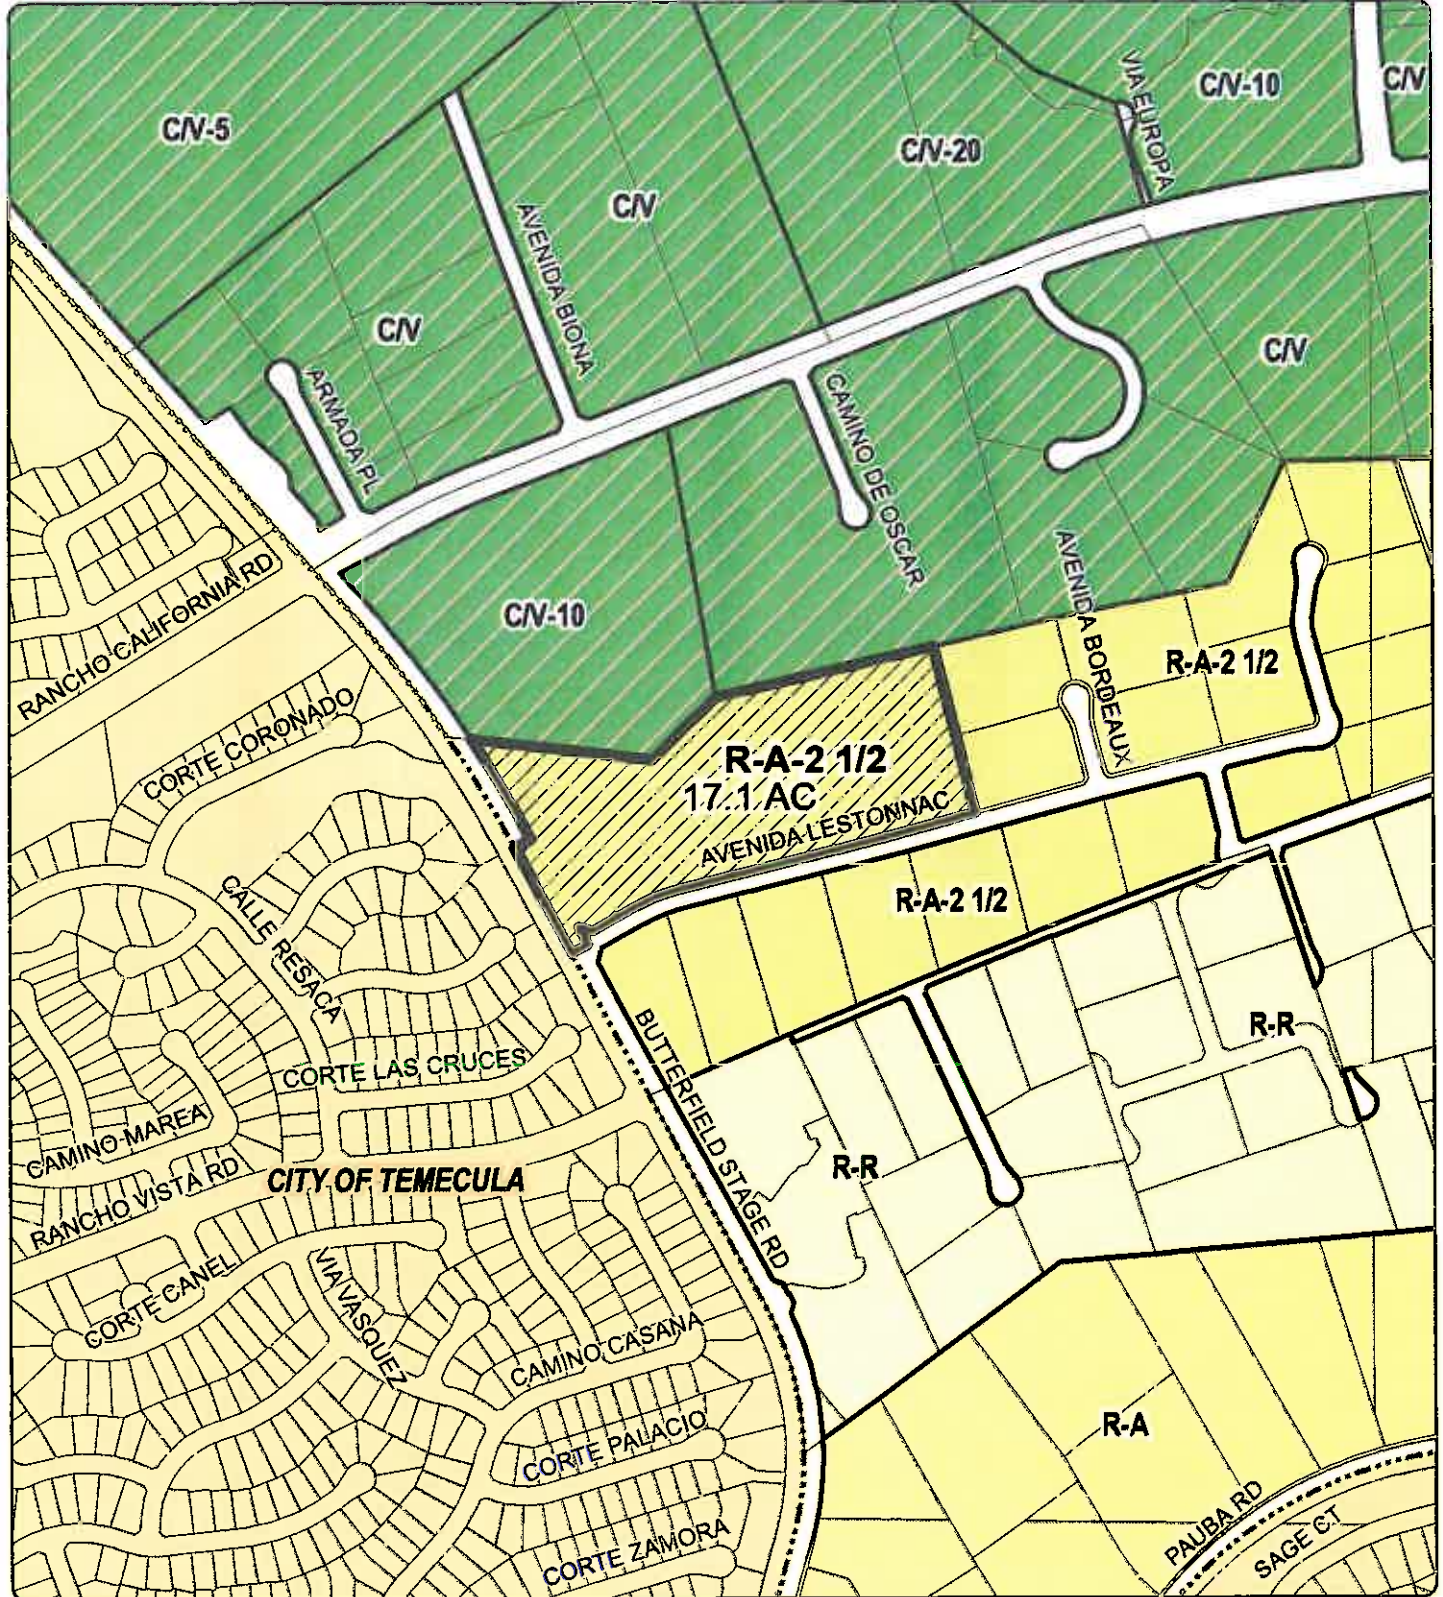 C/V-5
C/V
C/V-20
C/V-10
C/V
VIA EUROPA
AVENIDA BIONA
C/V
C/V
ARMADA PL
CAMINO DE OSCAR
RANCHO CALIFORNIA RD
C/V-10
AVENIDA BORDEAUX
R-A-2 1/2
CORTE CORONADO
R-A-2 1/2
17.1 AC
AVENIDA LESTONNAC
R-A-2 1/2
CALLE RESACA
BUTTERFIELD STAGE RD
R-R
CORTE LAS CRUCES
CAMINO MAREA
RANCHO VISTA RD
CITY OF TEMECULA
R-R
CORTE CANEL
VIA VASQUEZ
CAMINO CASANA
R-A
CORTE PALACIO
CORTE ZAMORA
PAUBA RD
SAGE CT